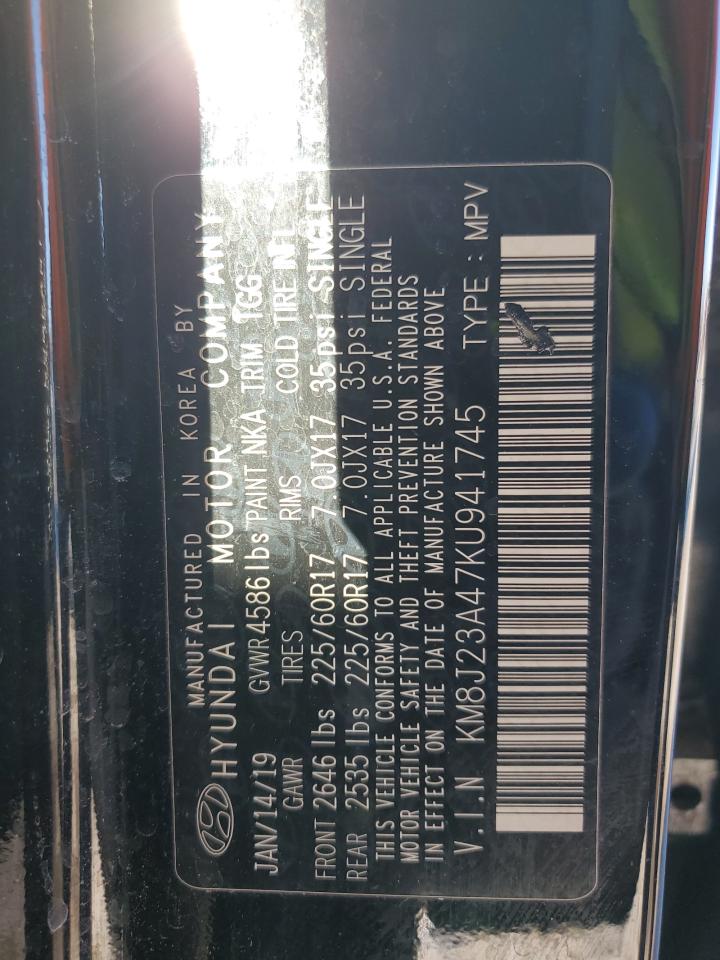 MANUFACTURED IN KOREA BY
HYUNDAI MOTOR COMPANY
JAN/14/19 GVWR 4586 lbs PAINT NKA TRIM TGG
GAWR TIRES RIMS COLD TIRE NFL
FRONT 2646 lbs 225/60R17 7.0JX17 35psi SINGLE
REAR 2535 lbs 225/60R17 7.0JX17 35psi SINGLE
THIS VEHICLE CONFORMS TO ALL APPLICABLE U.S.A. FEDERAL
MOTOR VEHICLE SAFETY AND THEFT PREVENTION STANDARDS
IN EFFECT ON THE DATE OF MANUFACTURE SHOWN ABOVE
V.I.N KM8J23A47KU941745 TYPE : MPV